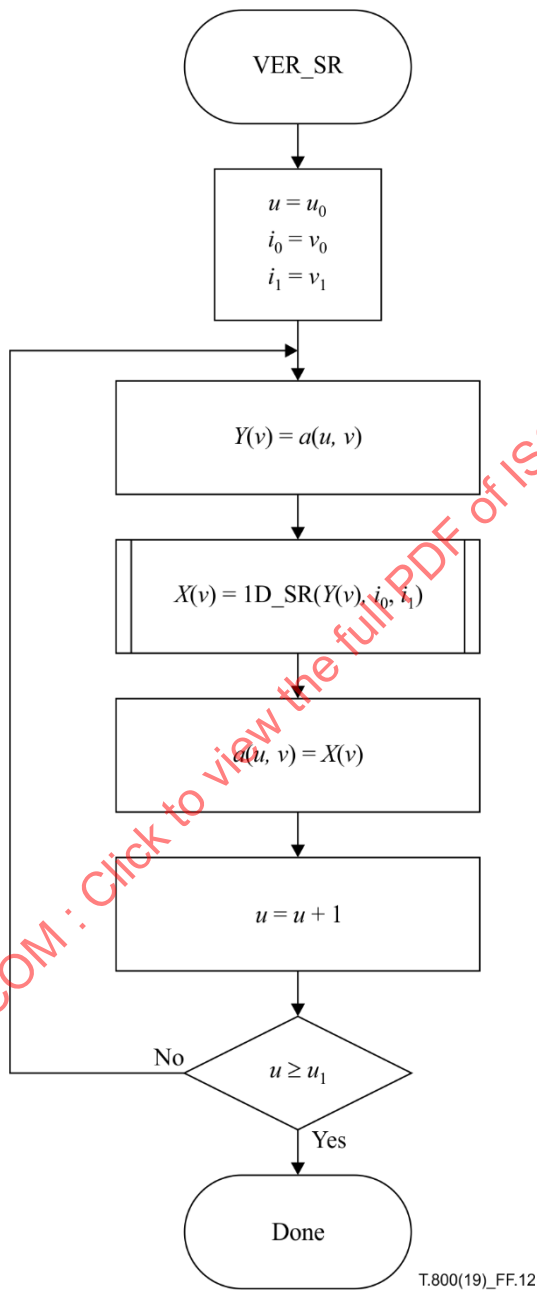 VER_SR
u = u₀
i₀ = v₀
i₁ = v₁
Y(v) = a(u, v)
X(v) = 1D_SR(Y(v), i₀, i₁)
a(u, v) = X(v)
u = u + 1
u ≥ u₁
No
Yes
Done
T.800(19)_FF.12
COM : Click to view the full PDF of IS